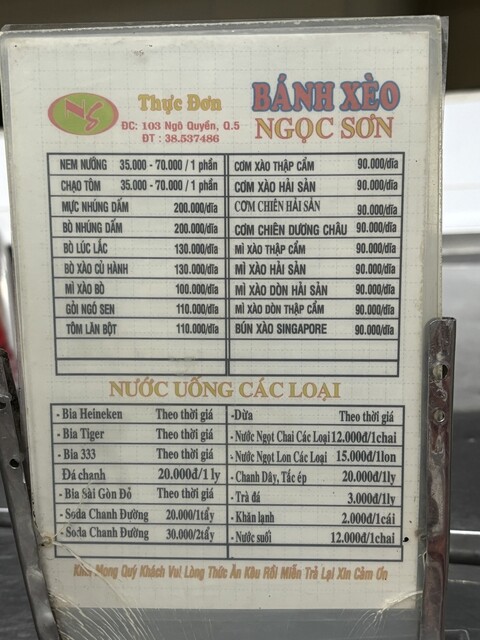 NS
Thực Đơn
BÁNH XÈO
NGỌC SƠN
ĐC: 103 Ngô Quyền, Q.5
ĐT : 38.537486
NEM NƯỚNG 35.000 - 70.000 / 1 phần
CHẠO TÔM 35.000 - 70.000 / 1 phần
MỰC NHÚNG DẤM 200.000/dĩa
BÒ NHÚNG DẤM 200.000/dĩa
BÒ LÚC LẮC 130.000/dĩa
BÒ XÀO CỦ HÀNH 130.000/dĩa
MÌ XÀO BÒ 100.000/dĩa
GỎI NGÓ SEN 110.000/dĩa
TÔM LĂN BỘT 110.000/dĩa
CƠM XÀO THẬP CẨM 90.000/dĩa
CƠM XÀO HẢI SẢN 90.000/dĩa
CƠM CHIÊN HẢI SẢN 90.000/dĩa
CƠM CHIÊN DƯƠNG CHÂU 90.000/dĩa
MÌ XÀO THẬP CẨM 90.000/dĩa
MÌ XÀO HẢI SẢN 90.000/dĩa
MÌ XÀO DÒN HẢI SẢN 90.000/dĩa
MÌ XÀO DÒN THẬP CẨM 90.000/dĩa
BÚN XÀO SINGAPORE 90.000/dĩa
NƯỚC UỐNG CÁC LOẠI
- Bia Heineken Theo thời giá
- Bia Tiger Theo thời giá
- Bia 333 Theo thời giá
Đá chanh 20.000đ/1 ly
- Bia Sài Gòn Đỏ Theo thời giá
- Soda Chanh Đường 20.000/1tẩy
- Soda Chanh Đường 30.000/2tẩy
-Dừa Theo thời giá
- Nước Ngọt Chai Các Loại 12.000đ/1chai
- Nước Ngọt Lon Các Loại 15.000đ/1lon
- Chanh Dây, Tắc ép 20.000đ/1ly
- Trà đá 3.000đ/1ly
- Khăn lạnh 2.000đ/1cái
- Nước suối 12.000đ/1chai
Kính Mong Quý Khách Vui Lòng Thức Ăn Kêu Rồi Miễn Trả Lại Xin Cảm Ơn